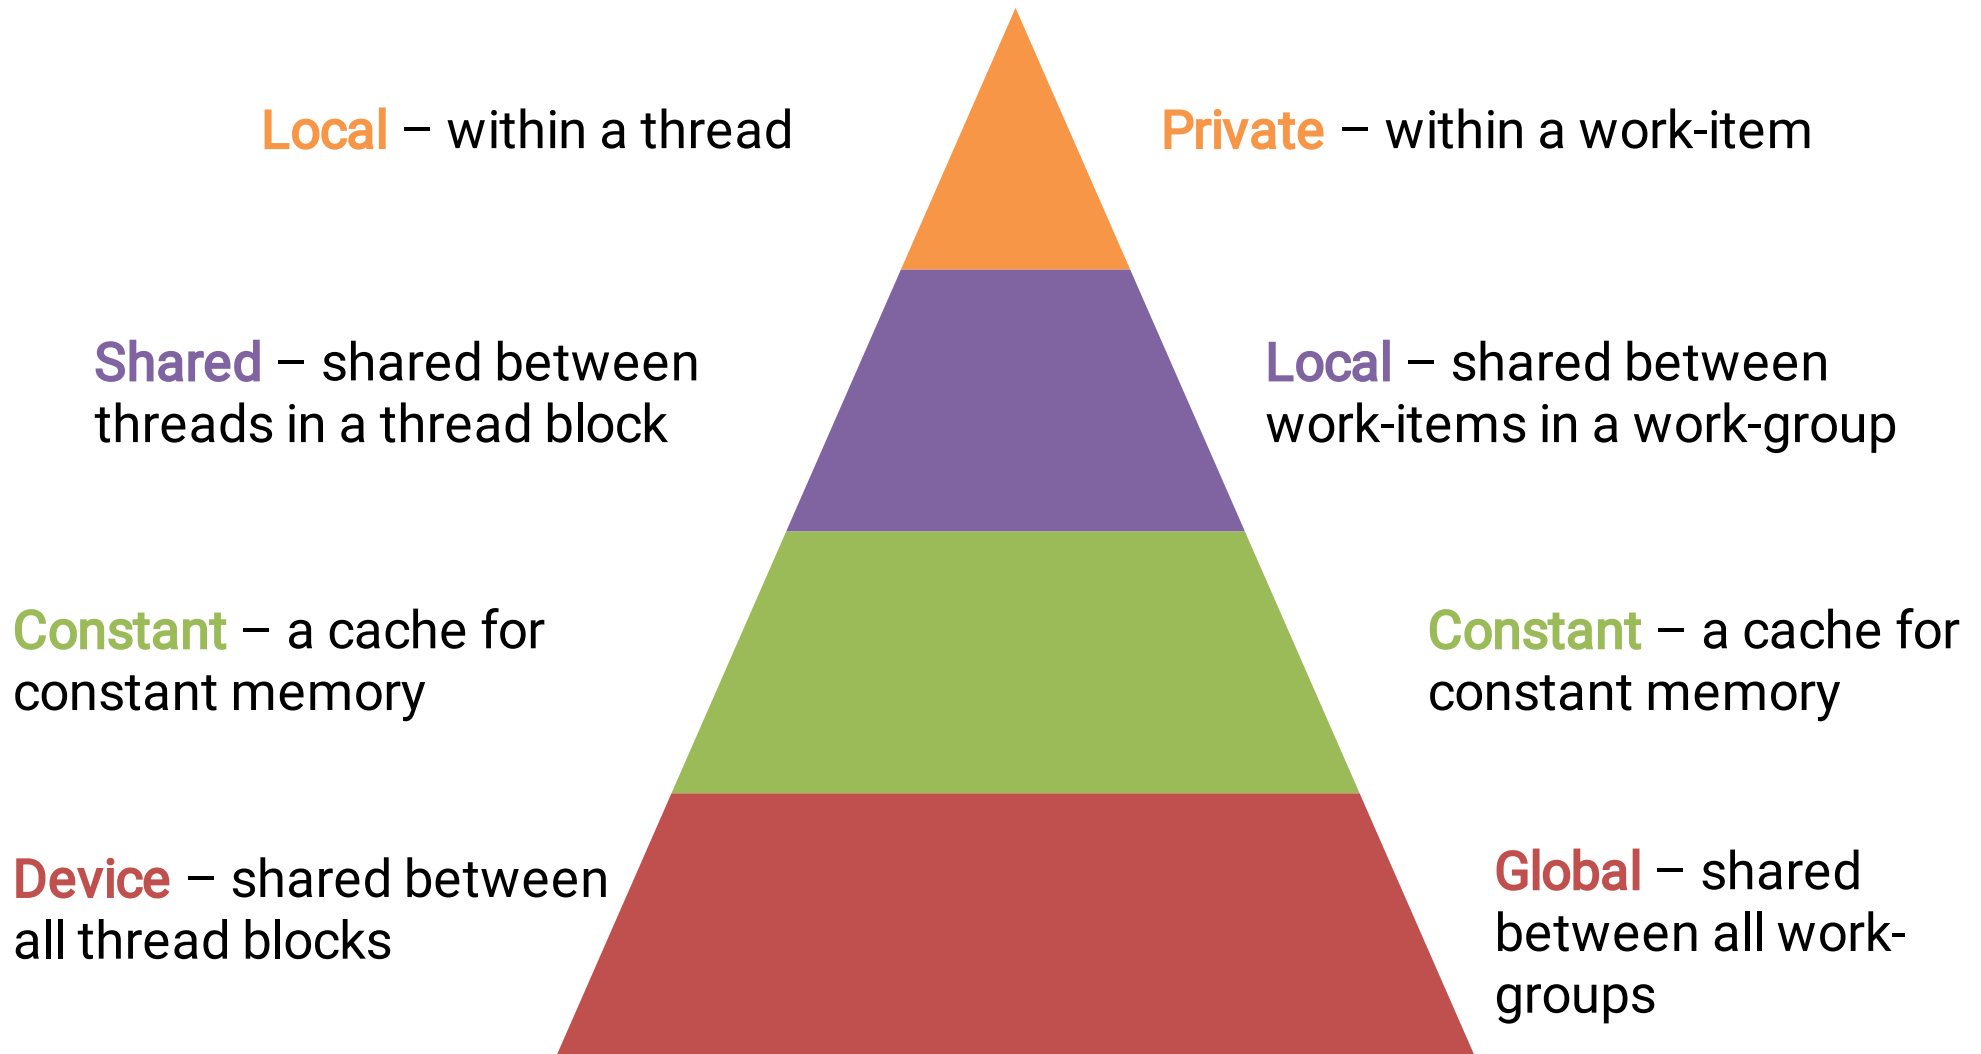 Local – within a thread
Private – within a work-item
Shared – shared between
threads in a thread block
Local – shared between
work-items in a work-group
Constant – a cache for
constant memory
Constant – a cache for
constant memory
Device – shared between
all thread blocks
Global – shared
between all work-
groups